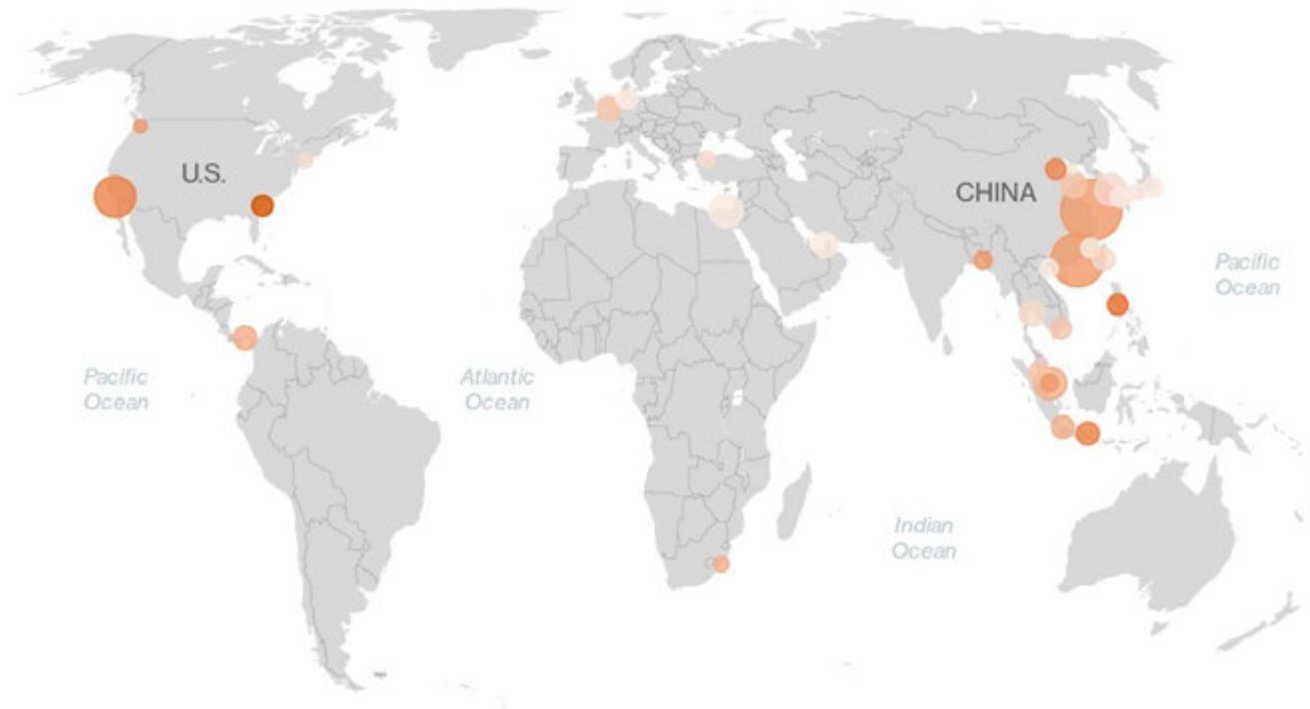 U.S.
CHINA
Pacific
Ocean
Pacific
Ocean
Atlantic
Ocean
Indian
Ocean